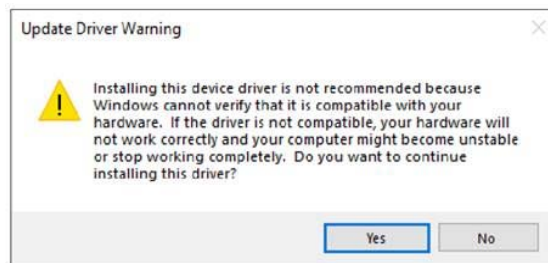 Update Driver Warning
Installing this device driver is not recommended because
Windows cannot verify that it is compatible with your
hardware. If the driver is not compatible, your hardware will
not work correctly and your computer might become unstable
or stop working completely. Do you want to continue
installing this driver?
Yes No